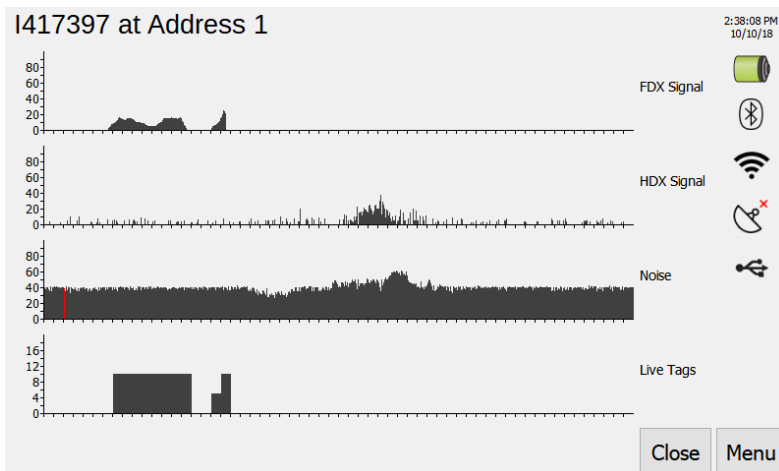 I417397 at Address 1
2:38:08 PM
10/10/18
80
60
40
20
0
FDX Signal
80
60
40
20
0
HDX Signal
80
60
40
20
0
Noise
16
12
8
4
0
Live Tags
Close
Menu